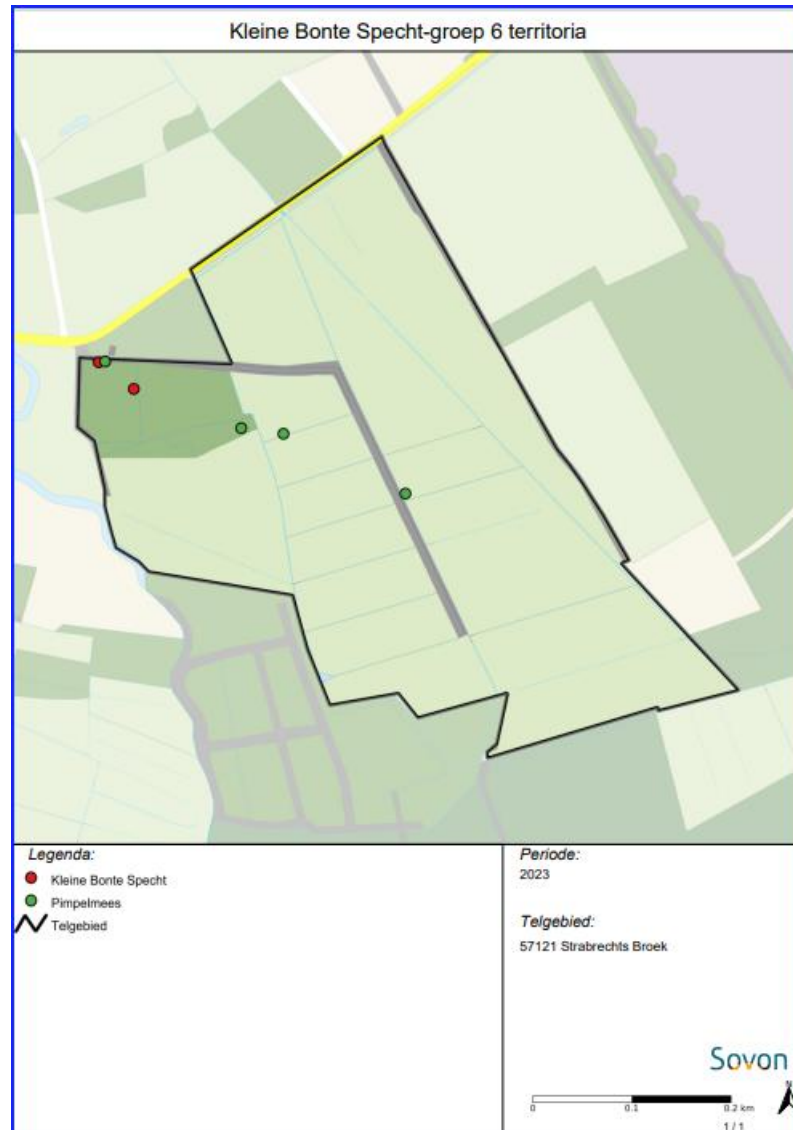 Kleine Bonte Specht-groep 6 territoria
Legenda:
Kleine Bonte Specht
Pimpelmees
Telgebied
Periode:
2023
Telgebied:
57121 Strabrechts Broek
Sovon
N
0 0.1 0.2 km
1 / 1